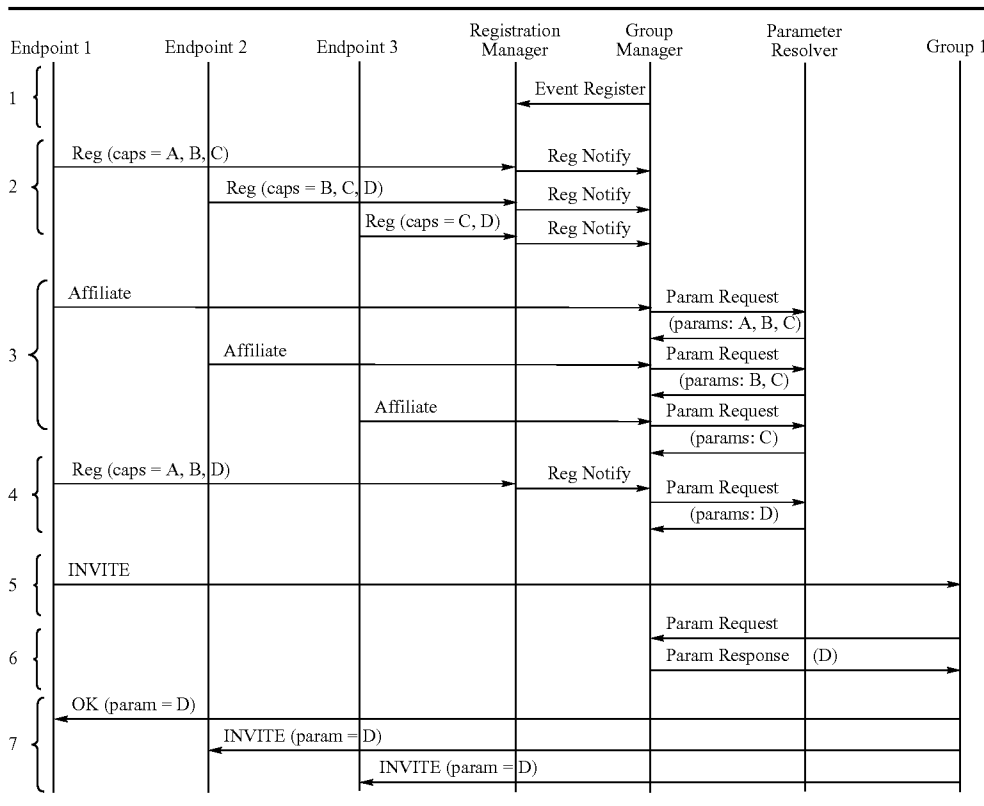 Endpoint 1
Endpoint 2
Endpoint 3
Registration
Manager
Group
Manager
Parameter
Resolver
Group 1
1
Event Register
2
Reg (caps = A, B, C)
Reg Notify
Reg (caps = B, C, D)
Reg Notify
Reg (caps = C, D)
Reg Notify
3
Affiliate
Param Request
(params: A, B, C)
Affiliate
Param Request
(params: B, C)
Affiliate
Param Request
(params: C)
4
Reg (caps = A, B, D)
Reg Notify
Param Request
(params: D)
5
INVITE
6
Param Request
Param Response (D)
7
OK (param = D)
INVITE (param = D)
INVITE (param = D)